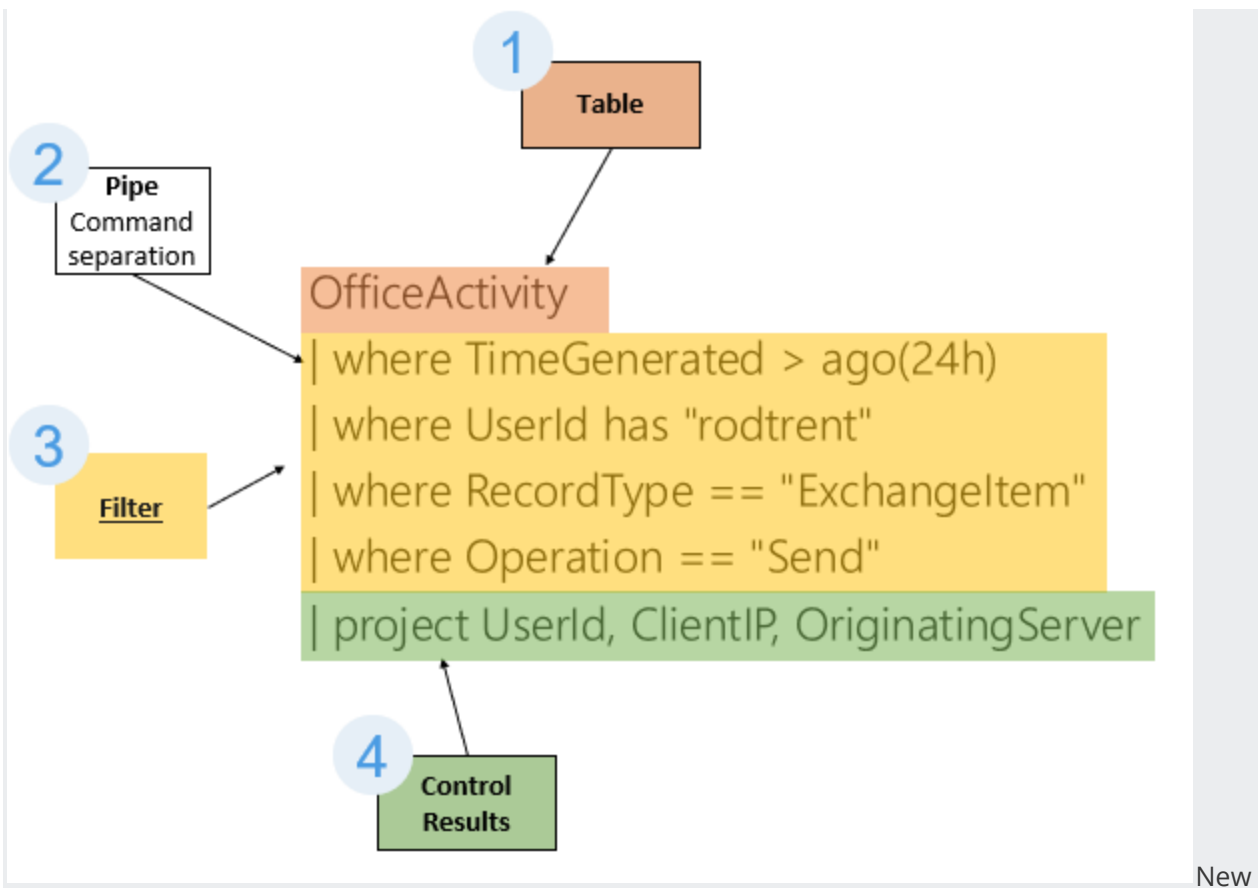 1
Table
2
Pipe
Command
separation
OfficeActivity
| where TimeGenerated > ago(24h)
| where UserId has "rodtrent"
3
Filter
| where RecordType == "ExchangeItem"
| where Operation == "Send"
| project UserId, ClientIP, OriginatingServer
4
Control
Results
New